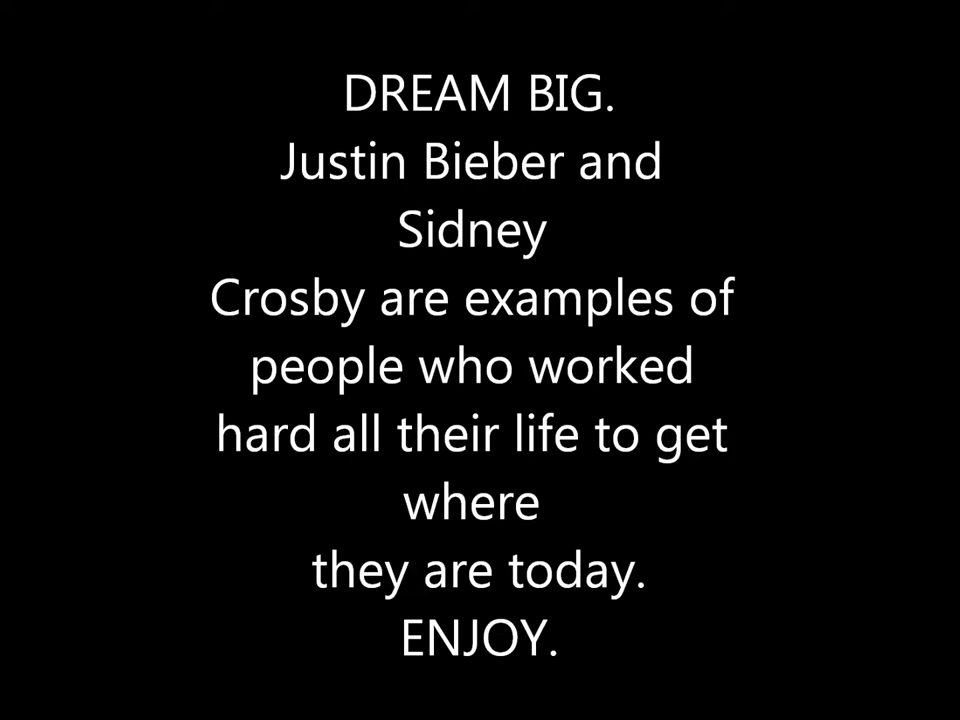 DREAM BIG.
Justin Bieber and
Sidney
Crosby are examples of
people who worked
hard all their life to get
where
they are today.
ENJOY.